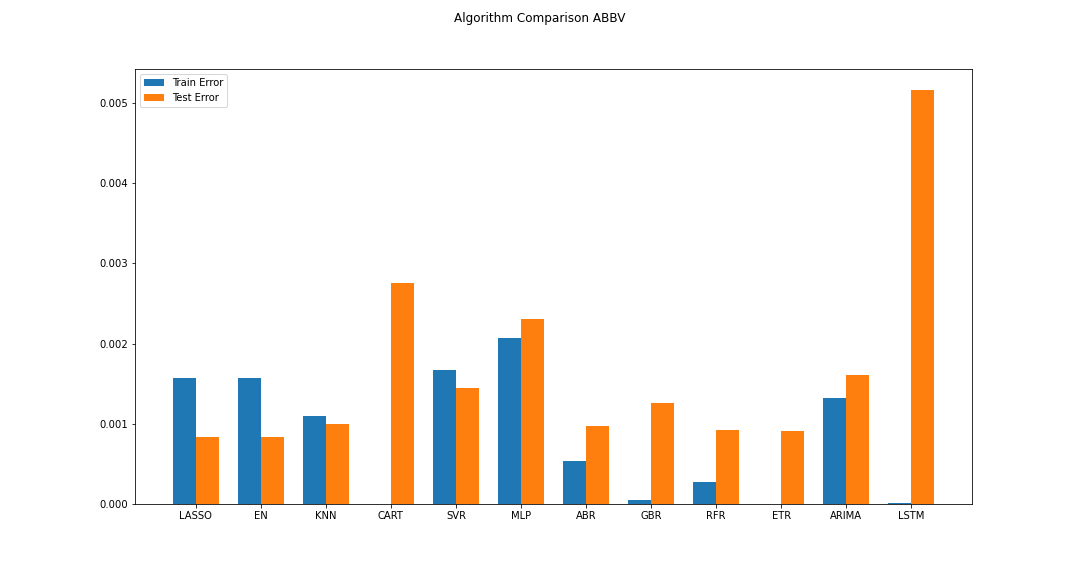 Algorithm Comparison ABBV
Train Error
Test Error
0.005
0.004
0.003
0.002
0.001
0.000
LASSO EN KNN CART SVR MLP ABR GBR RFR ETR ARIMA LSTM